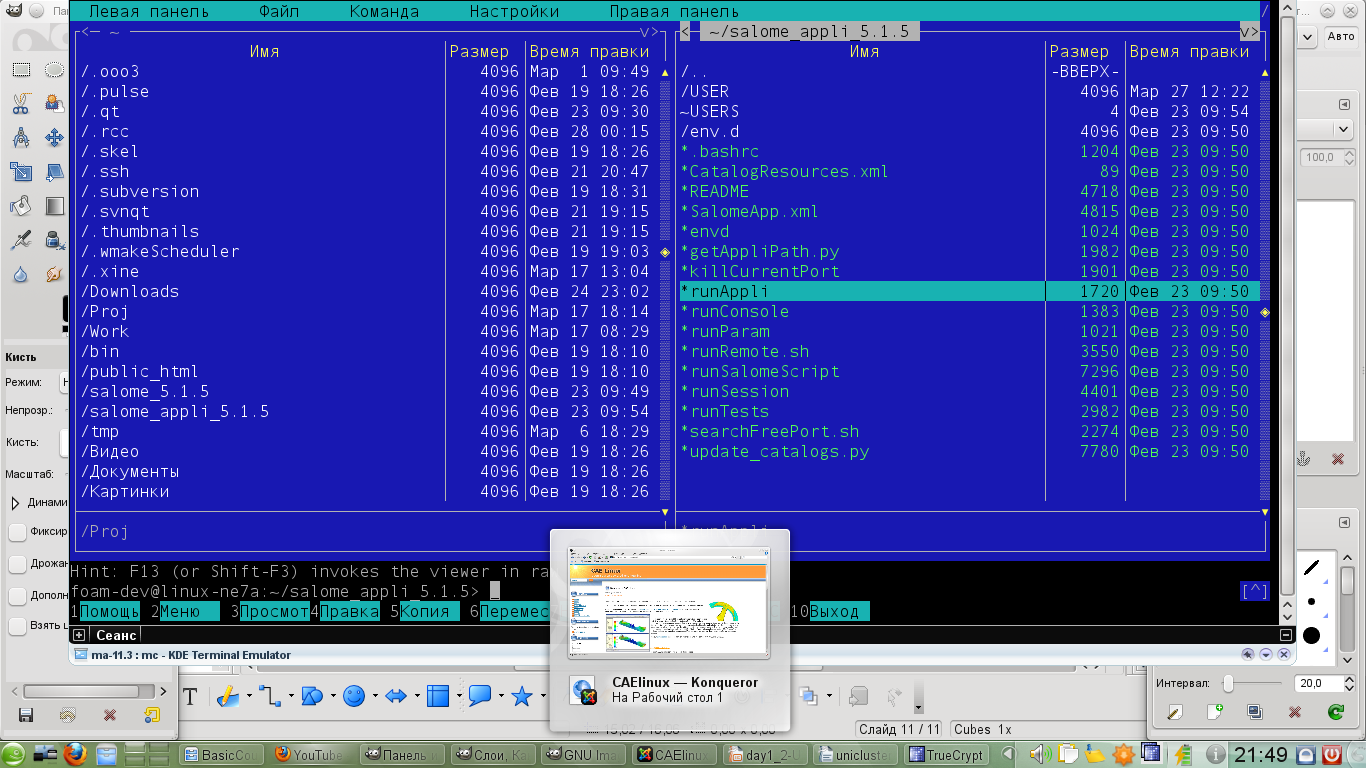 Левая панель Файл Команда Настройки Правая панель /
<— ~ v> < ~/salome_appli_5.1.5 v>
Имя Размер Время правки Имя Размер Время правки
/.ooo3 4096 Мар 1 09:49 /.. -ВВЕРХ-
/.pulse 4096 Фев 19 18:26 /USER 4096 Мар 27 12:22
/.qt 4096 Фев 23 09:30 ~USERS 4 Фев 23 09:54
/.rcc 4096 Фев 28 00:15 /env.d 4096 Фев 23 09:50
/.skel 4096 Фев 19 18:26 *.bashrc 1204 Фев 23 09:50
/.ssh 4096 Фев 21 20:47 *CatalogResources.xml 89 Фев 23 09:50
/.subversion 4096 Фев 19 18:31 *README 4718 Фев 23 09:50
/.svnqt 4096 Фев 21 19:15 *SalomeApp.xml 4815 Фев 23 09:50
/.thumbnails 4096 Фев 21 19:15 *envd 1024 Фев 23 09:50
/.wmakeScheduler 4096 Фев 19 19:03 *getAppliPath.py 1982 Фев 23 09:50
/.xine 4096 Мар 17 13:04 *killCurrentPort 1901 Фев 23 09:50
/Downloads 4096 Фев 24 23:02 *runAppli 1720 Фев 23 09:50
/Proj 4096 Мар 17 18:14 *runConsole 1383 Фев 23 09:50
/Work 4096 Мар 17 08:29 *runParam 1021 Фев 23 09:50
/bin 4096 Фев 19 18:10 *runRemote.sh 3550 Фев 23 09:50
/public_html 4096 Фев 19 18:10 *runSalomeScript 7296 Фев 23 09:50
/salome_5.1.5 4096 Фев 23 09:49 *runSession 4401 Фев 23 09:50
/salome_appli_5.1.5 4096 Фев 23 09:54 *runTests 2982 Фев 23 09:50
/tmp 4096 Мар 6 18:29 *searchFreePort.sh 2274 Фев 23 09:50
/Видео 4096 Фев 19 18:26 *update_catalogs.py 7780 Фев 23 09:50
/Документы 4096 Фев 19 18:26
/Картинки 4096 Фев 19 18:26
/Proj *runAppli
Hint: F13 (or Shift-F3) invokes the viewer in ra
foam-dev@linux-ne7a:~/salome_appli_5.1.5> [^]
1Помощь 2Меню 3Просмот4Правка 5Копия 6Перемес 10Выход
Сеанс
ma-11.3 : mc - KDE Terminal Emulator
Авто
100,0
Кисть
Режим:
Непрозр.:
Кисть:
Масштаб:
Динами
Фиксир
Дрожан
Дополн
Взять ц
CAElinux — Konqueror
На Рабочий стол 1
Интервал: 20,0
Слайд 11 / 11 Cubes 1x
BasicCou YouTube Панель Слои, Ка GNU Ima CAElinux day1_2-U unicluste TrueCrypt 21:49